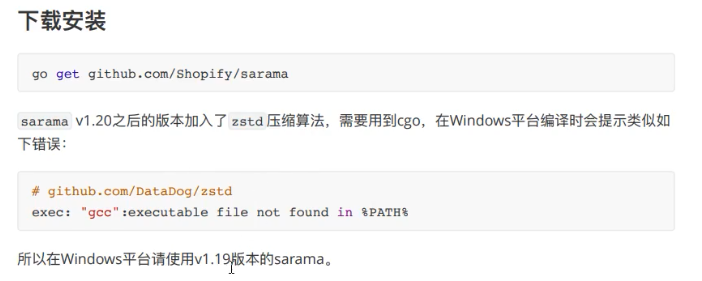 下载安装
go get github.com/Shopify/sarama
sarama v1.20之后的版本加入了 zstd 压缩算法，需要用到cgo，在Windows平台编译时会提示类似如
下错误：
# github.com/DataDog/zstd
exec: "gcc":executable file not found in %PATH%
所以在Windows平台请使用v1.19版本的sarama。